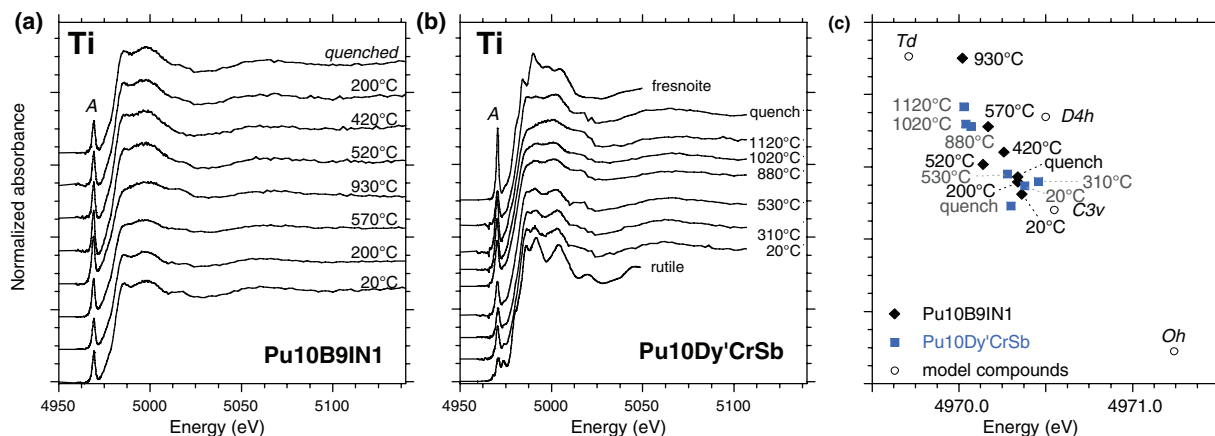 (a)
Ti
quenched
200°C
A
420°C
520°C
930°C
570°C
200°C
20°C
Pu10B9IN1
Normalized absorbance
4950 5000 5050 5100
Energy (eV)
(b)
Ti
A
fresnoite
quench
1120°C
1020°C
880°C
530°C
310°C
20°C
rutile
Pu10Dy'CrSb
4950 5000 5050 5100
Energy (eV)
(c)
Td
930°C
1120°C
570°C
D4h
1020°C
880°C
420°C
520°C
quench
530°C
310°C
200°C
20°C
quench
C3v
20°C
Pu10B9IN1
Pu10Dy'CrSb
Oh
model compounds
4970.0 4971.0
Energy (eV)